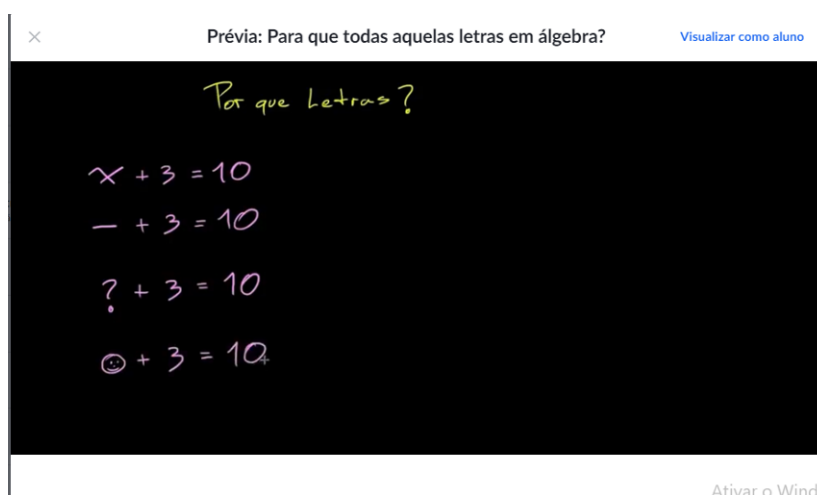 Prévia: Para que todas aquelas letras em álgebra?
Visualizar como aluno
Por que Letras?
x + 3 = 10
— + 3 = 10
? + 3 = 10
☺ + 3 = 10
Ativar o Wind